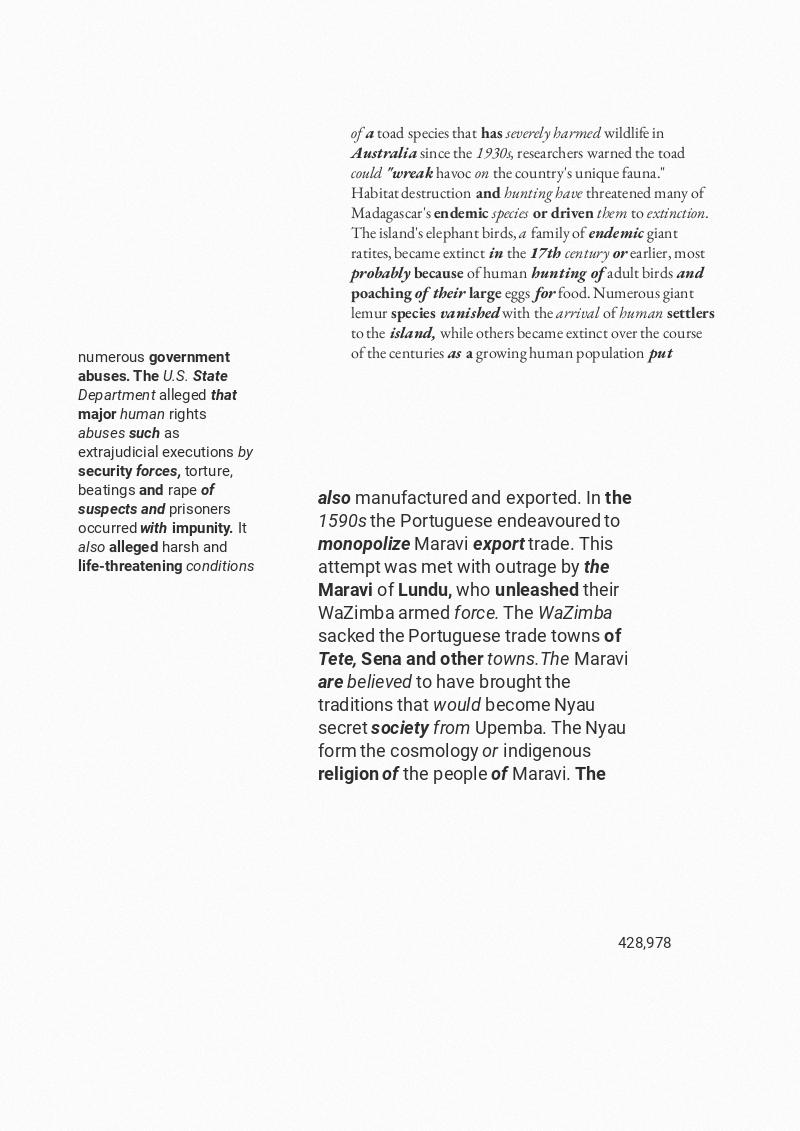 of a toad species that has severely harmed wildlife in
Australia since the 1930s, researchers warned the toad
could "wreak havoc on the country's unique fauna."
Habitat destruction and hunting have threatened many of
Madagascar's endemic species or driven them to extinction.
The island's elephant birds, a family of endemic giant
ratites, became extinct in the 17th century or earlier, most
probably because of human hunting of adult birds and
poaching of their large eggs for food. Numerous giant
lemur species vanished with the arrival of human settlers
to the island, while others became extinct over the course
of the centuries as a growing human population put
numerous government
abuses. The U.S. State
Department alleged that
major human rights
abuses such as
extrajudicial executions by
security forces, torture,
beatings and rape of
suspects and prisoners
occurred with impunity. It
also alleged harsh and
life-threatening conditions
also manufactured and exported. In the
1590s the Portuguese endeavoured to
monopolize Maravi export trade. This
attempt was met with outrage by the
Maravi of Lundu, who unleashed their
WaZimba armed force. The WaZimba
sacked the Portuguese trade towns of
Tete, Sena and other towns.The Maravi
are believed to have brought the
traditions that would become Nyau
secret society from Upemba. The Nyau
form the cosmology or indigenous
religion of the people of Maravi. The
428,978